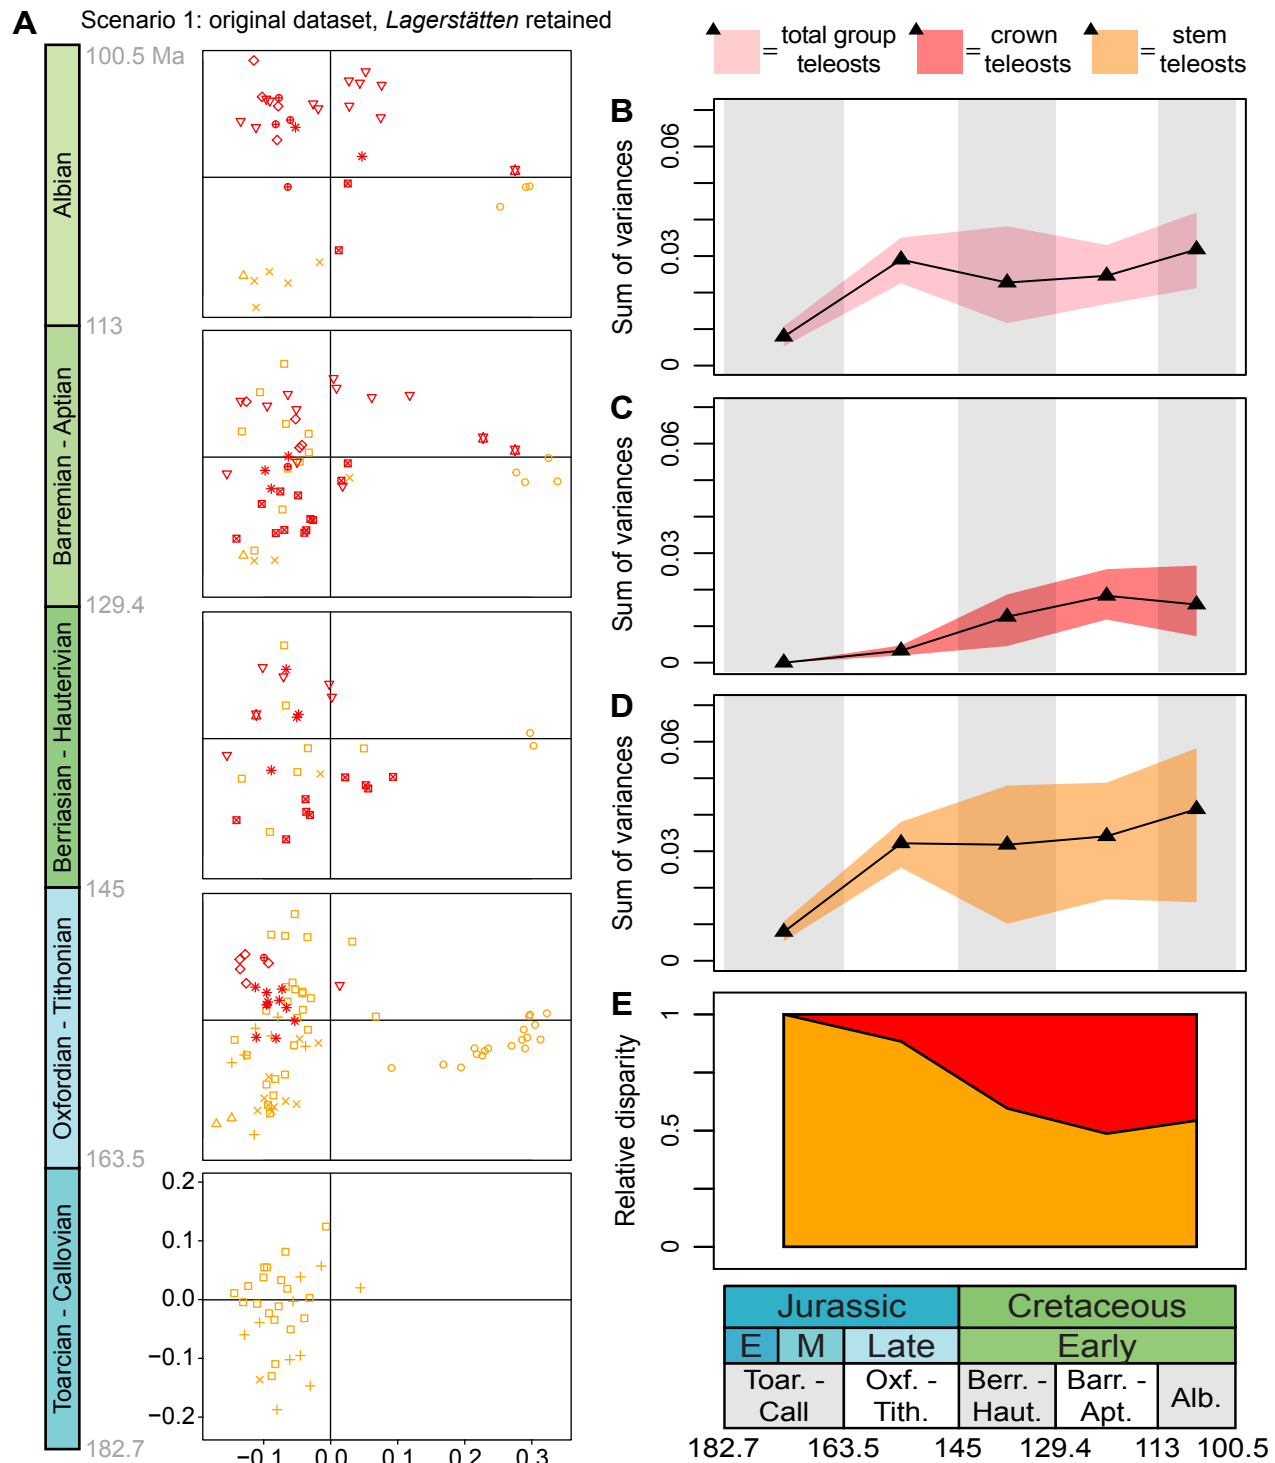 A
Scenario 1: original dataset, Lagerstätten retained
100.5 Ma
Albian
113
Barremian - Aptian
129.4
Berriasian - Hauterivian
145
Oxfordian - Tithonian
163.5
Toarcian - Callovian
182.7
0.2
0.1
0.0
−0.1
−0.2
−0.1
0.0
0.1
0.2
0.3
= total group teleosts
= crown teleosts
= stem teleosts
B
Sum of variances
0.06
0.03
0
C
Sum of variances
0.06
0.03
0
D
Sum of variances
0.06
0.03
0
E
Relative disparity
1
0.5
0
Jurassic
Cretaceous
E
M
Late
Early
Toar. -
Call
Oxf. -
Tith.
Berr. -
Haut.
Barr. -
Apt.
Alb.
182.7
163.5
145
129.4
113
100.5